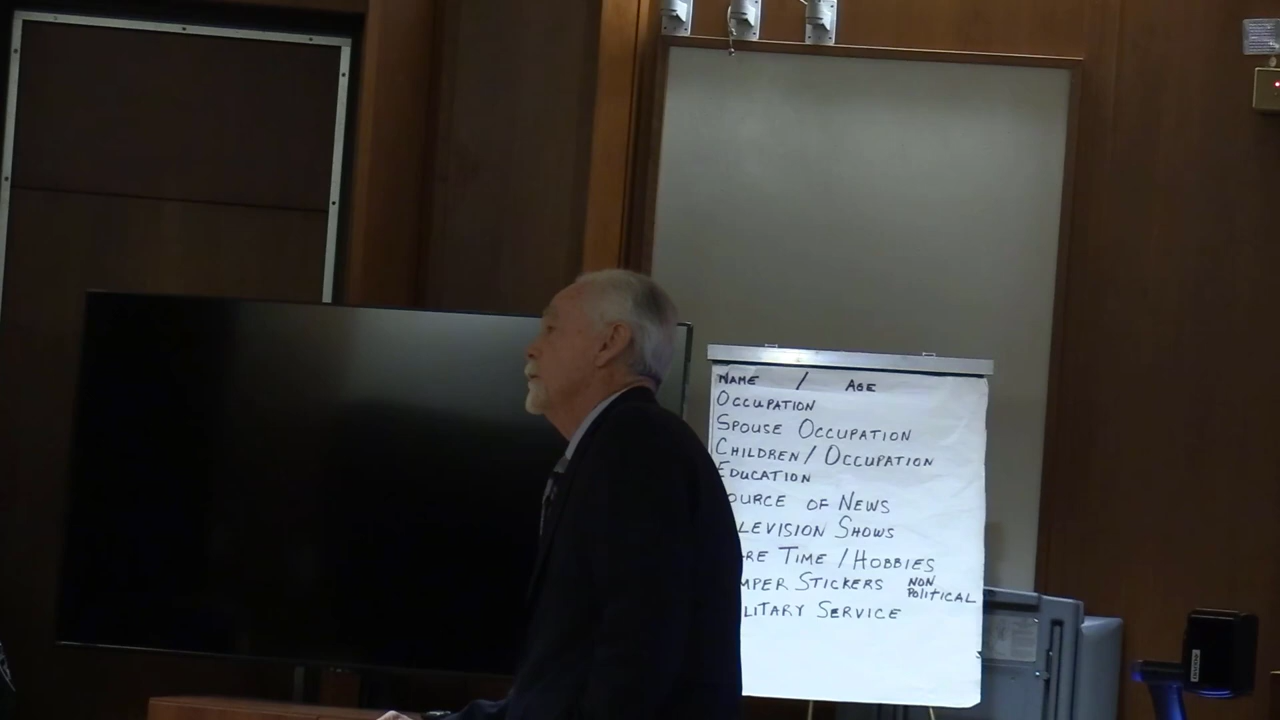 NAME / AGE
OCCUPATION
SPOUSE OCCUPATION
CHILDREN / OCCUPATION
EDUCATION
OURCE OF NEWS
LEVISION SHOWS
RE TIME / HOBBIES
MPER STICKERS NON POLITICAL
LITARY SERVICE